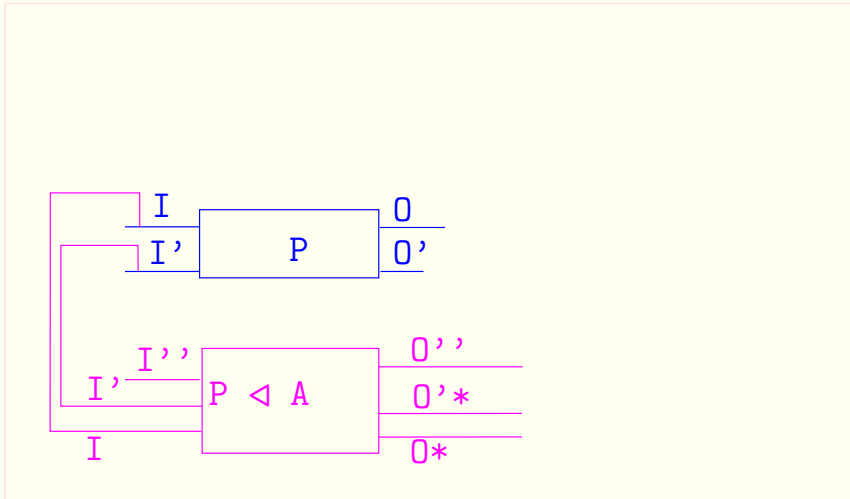 I O
I' P O'
I'' O''
I' P ◁ A O'*
I O*